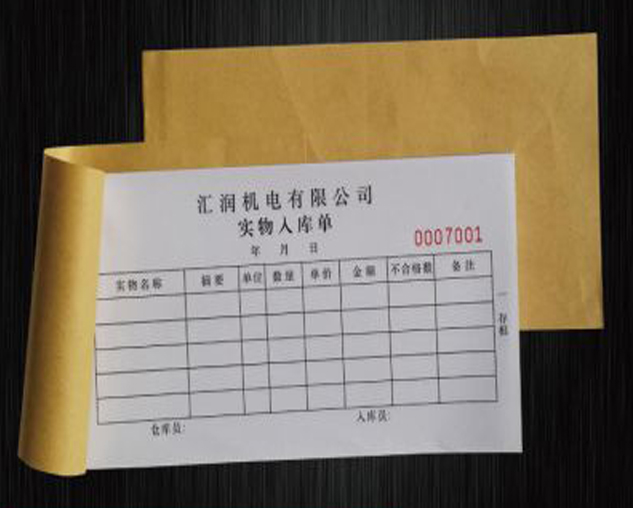 汇润机电有限公司
实物入库单
年 月 日
0007001
实物名称 摘要 单位 数量 单价 金额 不合格数 备注
一存根
仓库员: 入库员: